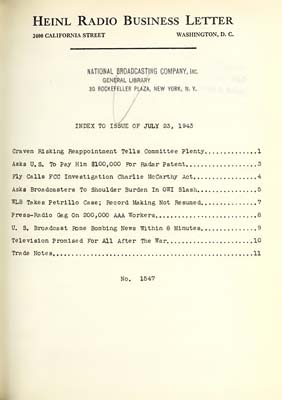 HEINL RADIO BUSINESS LETTER
2400 CALIFORNIA STREET WASHINGTON, D. C.
NATIONAL BROADCASTING COMPANY, Inc.
GENERAL LIBRARY
30 ROCKEFELLER PLAZA, NEW YORK, N. Y.
INDEX TO ISSUE OF JULY 23, 1943
Craven Risking Reappointment Tells Committee Plenty..............1
Asks U.S. To Pay Him $100,000 For Radar Patent...................3
Fly Calls FCC Investigation Charlie McCarthy Act.................4
Asks Broadcasters To Shoulder Burden In OWI Slash................5
WLB Takes Petrillo Case; Record Making Not Resumed...............7
Press-Radio Gag On 200,000 AAA Workers...........................8
U. S. Broadcast Rome Bombing News Within 8 Minutes...............9
Television Promised For All After The War.......................10
Trade Notes.....................................................11
No. 1547